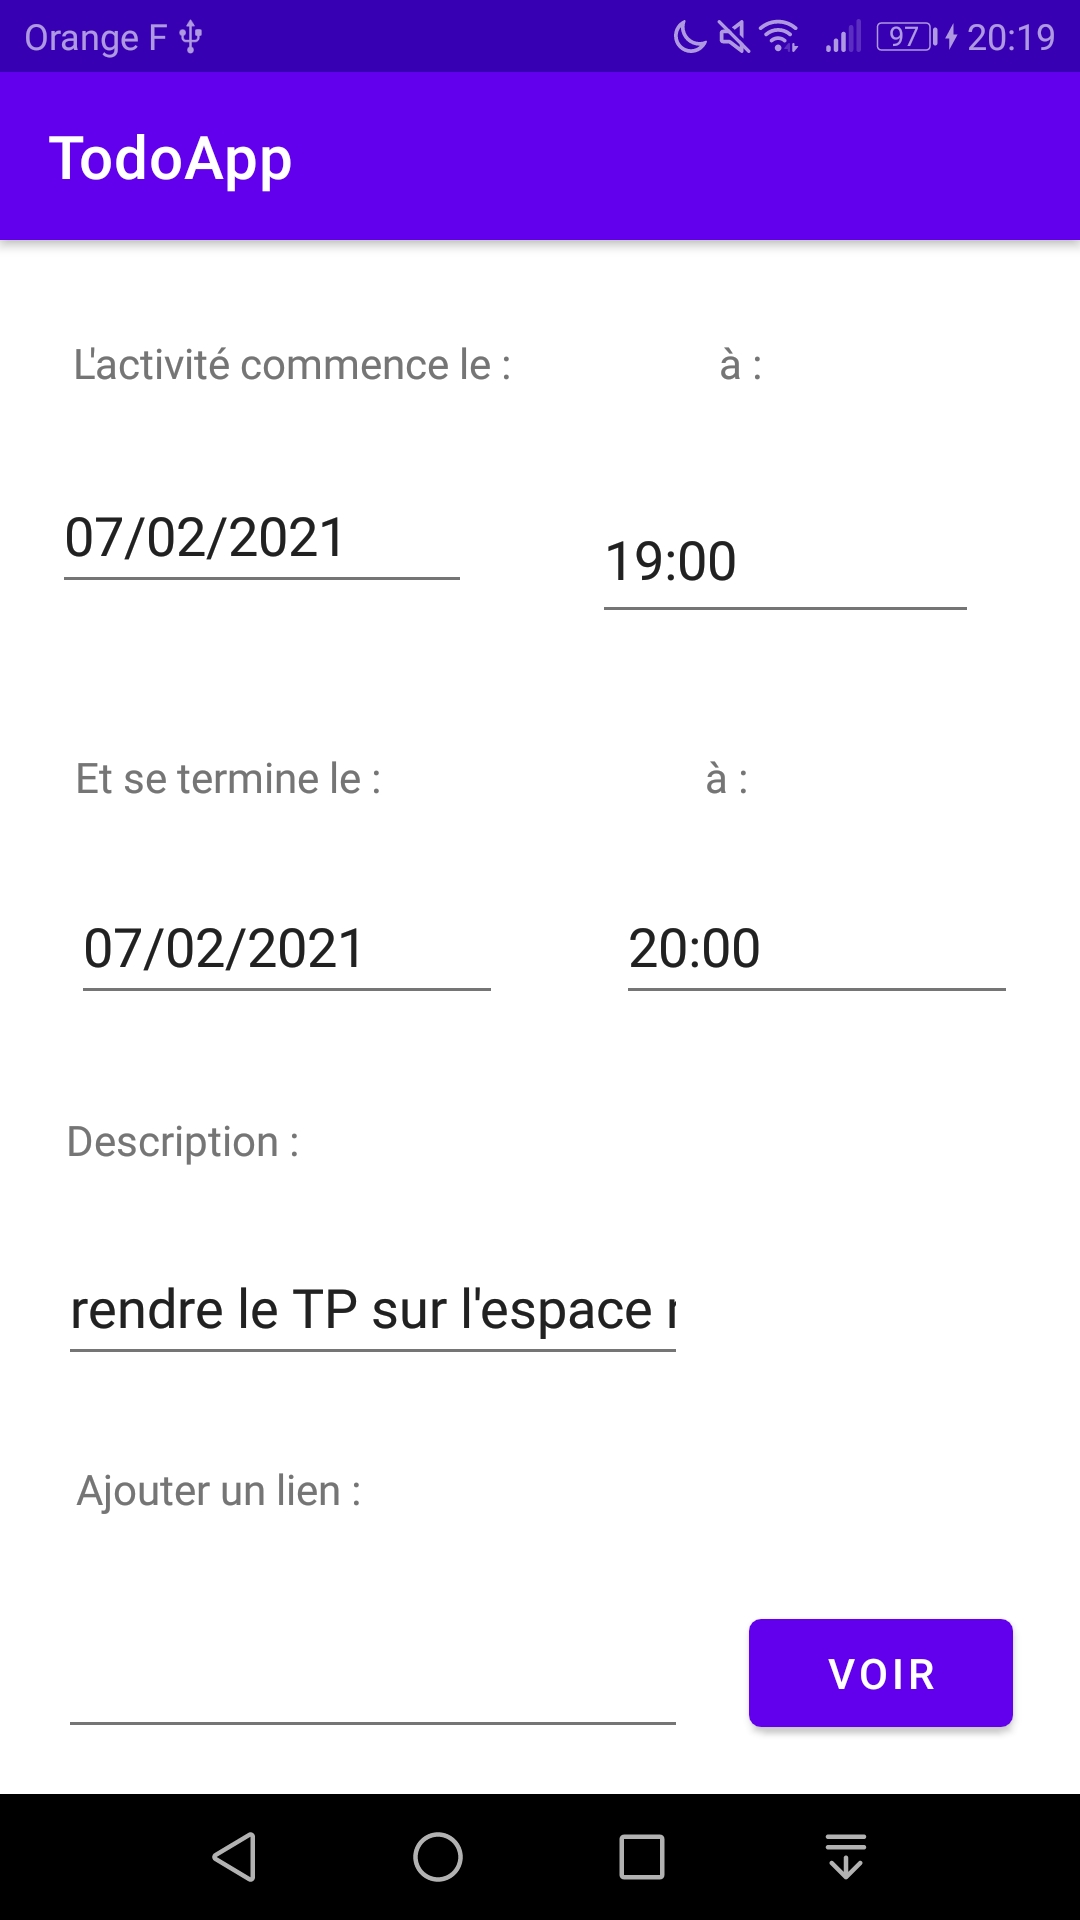 Orange F 97 20:19
TodoApp
L'activité commence le : à :
07/02/2021 19:00
Et se termine le : à :
07/02/2021 20:00
Description :
rendre le TP sur l'espace
Ajouter un lien :
VOIR